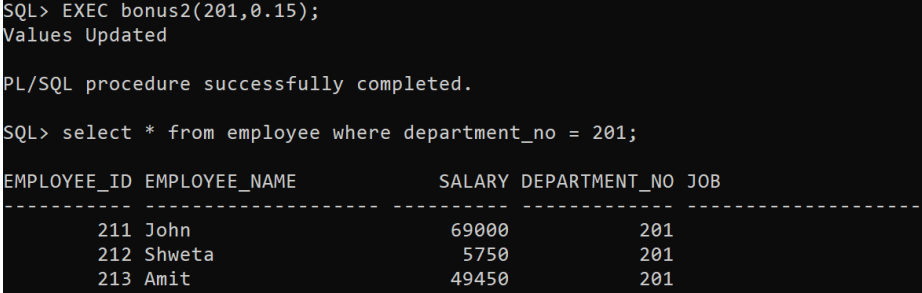 SQL> EXEC bonus2(201,0.15);
Values Updated
PL/SQL procedure successfully completed.
SQL> select * from employee where department_no = 201;
EMPLOYEE_ID EMPLOYEE_NAME             SALARY DEPARTMENT_NO JOB
----------- -------------------- ---------- ------------- --------------------
        211 John                      69000           201
        212 Shweta                     5750           201
        213 Amit                      49450           201